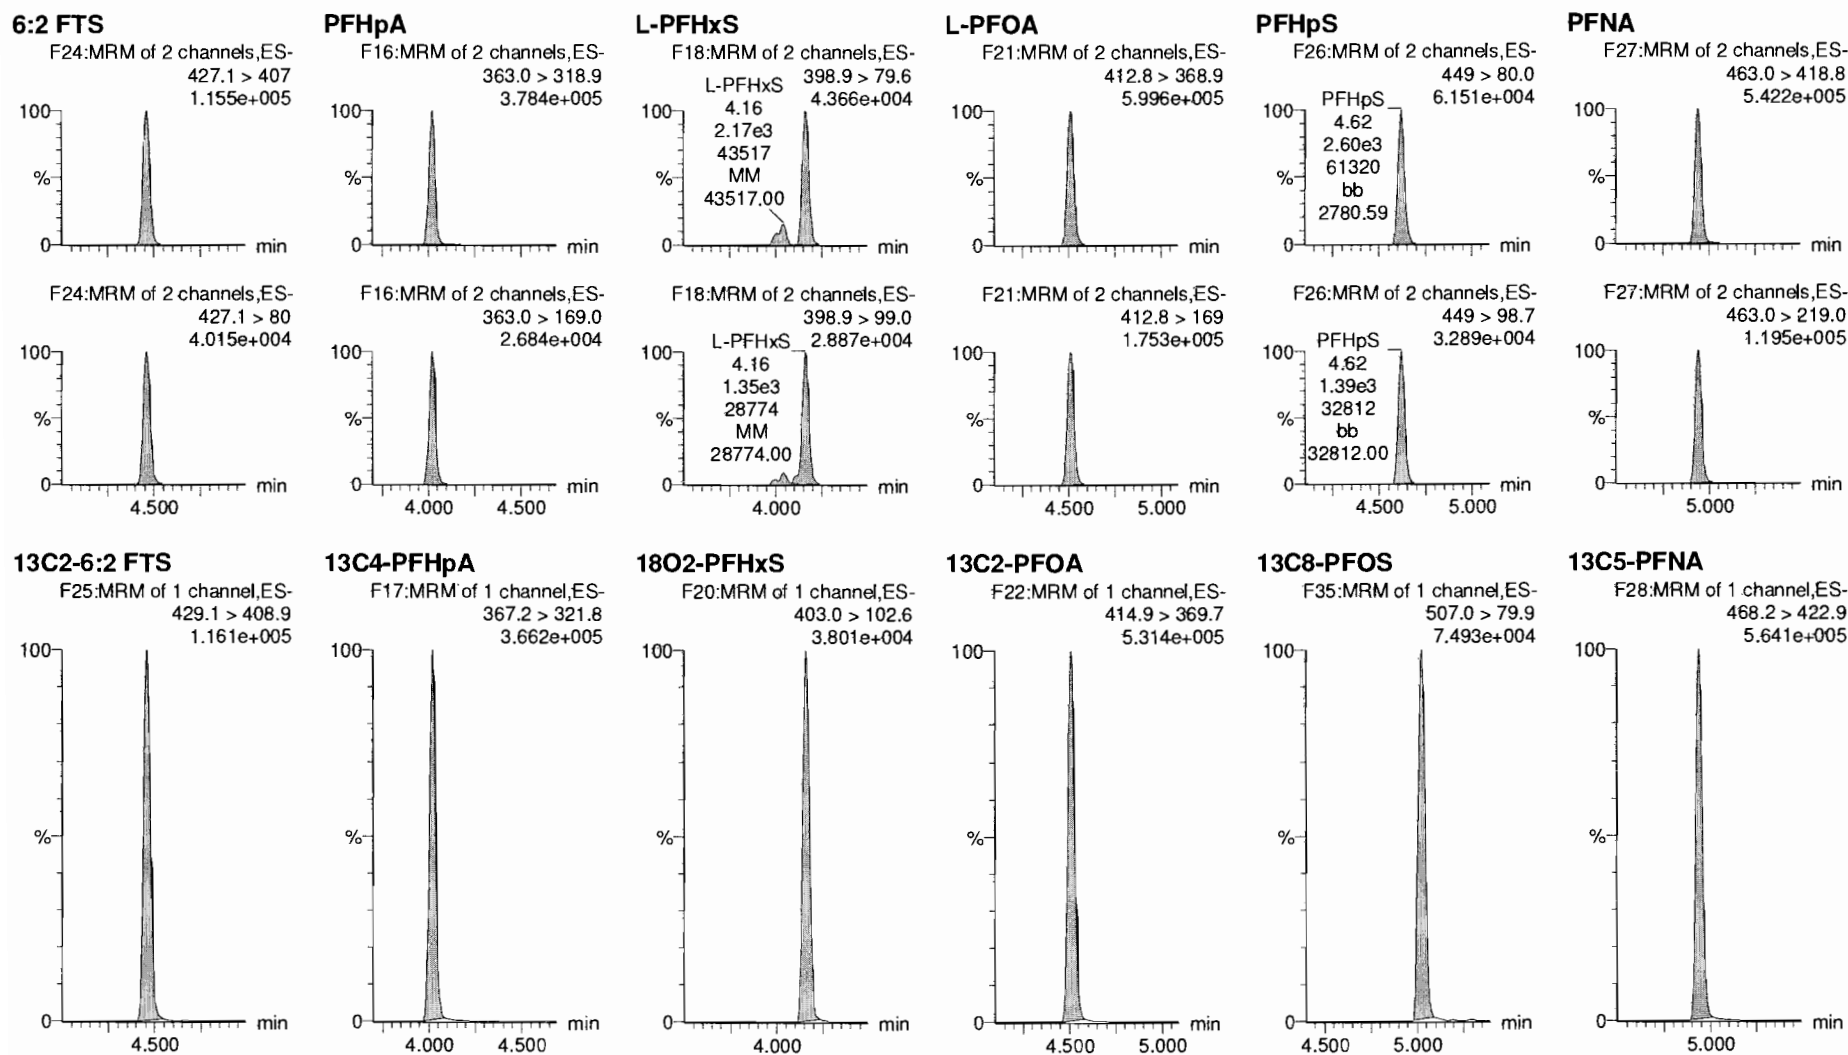 6:2 FTS
F24:MRM of 2 channels,ES-
427.1 > 407
1.155e+005
100
%
0
min
PFHpA
F16:MRM of 2 channels,ES-
363.0 > 318.9
3.784e+005
100
%
0
min
L-PFHxS
F18:MRM of 2 channels,ES-
398.9 > 79.6
4.366e+004
L-PFHxS
4.16
2.17e3
43517
MM
43517.00
100
%
0
min
L-PFOA
F21:MRM of 2 channels,ES-
412.8 > 368.9
5.996e+005
100
%
0
min
PFHpS
F26:MRM of 2 channels,ES-
449 > 80.0
6.151e+004
PFHpS
4.62
2.60e3
61320
bb
2780.59
100
%
0
min
PFNA
F27:MRM of 2 channels,ES-
463.0 > 418.8
5.422e+005
100
%
0
min
F24:MRM of 2 channels,ES-
427.1 > 80
4.015e+004
100
%
0
min
4.500
F16:MRM of 2 channels,ES-
363.0 > 169.0
2.684e+004
100
%
0
min
4.000 4.500
F18:MRM of 2 channels,ES-
398.9 > 99.0
2.887e+004
L-PFHxS
4.16
1.35e3
28774
MM
28774.00
100
%
0
min
4.000
F21:MRM of 2 channels,ES-
412.8 > 169
1.753e+005
100
%
0
min
4.500 5.000
F26:MRM of 2 channels,ES-
449 > 98.7
3.289e+004
PFHpS
4.62
1.39e3
32812
bb
32812.00
100
%
0
min
4.500 5.000
F27:MRM of 2 channels,ES-
463.0 > 219.0
1.195e+005
100
%
0
min
5.000
13C2-6:2 FTS
F25:MRM of 1 channel,ES-
429.1 > 408.9
1.161e+005
100
%
0
min
4.500
13C4-PFHpA
F17:MRM of 1 channel,ES-
367.2 > 321.8
3.662e+005
100
%
0
min
4.000 4.500
18O2-PFHxS
F20:MRM of 1 channel,ES-
403.0 > 102.6
3.801e+004
100
%
0
min
4.000
13C2-PFOA
F22:MRM of 1 channel,ES-
414.9 > 369.7
5.314e+005
100
%
0
min
4.500 5.000
13C8-PFOS
F35:MRM of 1 channel,ES-
507.0 > 79.9
7.493e+004
100
%
0
min
4.500 5.000
13C5-PFNA
F28:MRM of 1 channel,ES-
468.2 > 422.9
5.641e+005
100
%
0
min
5.000